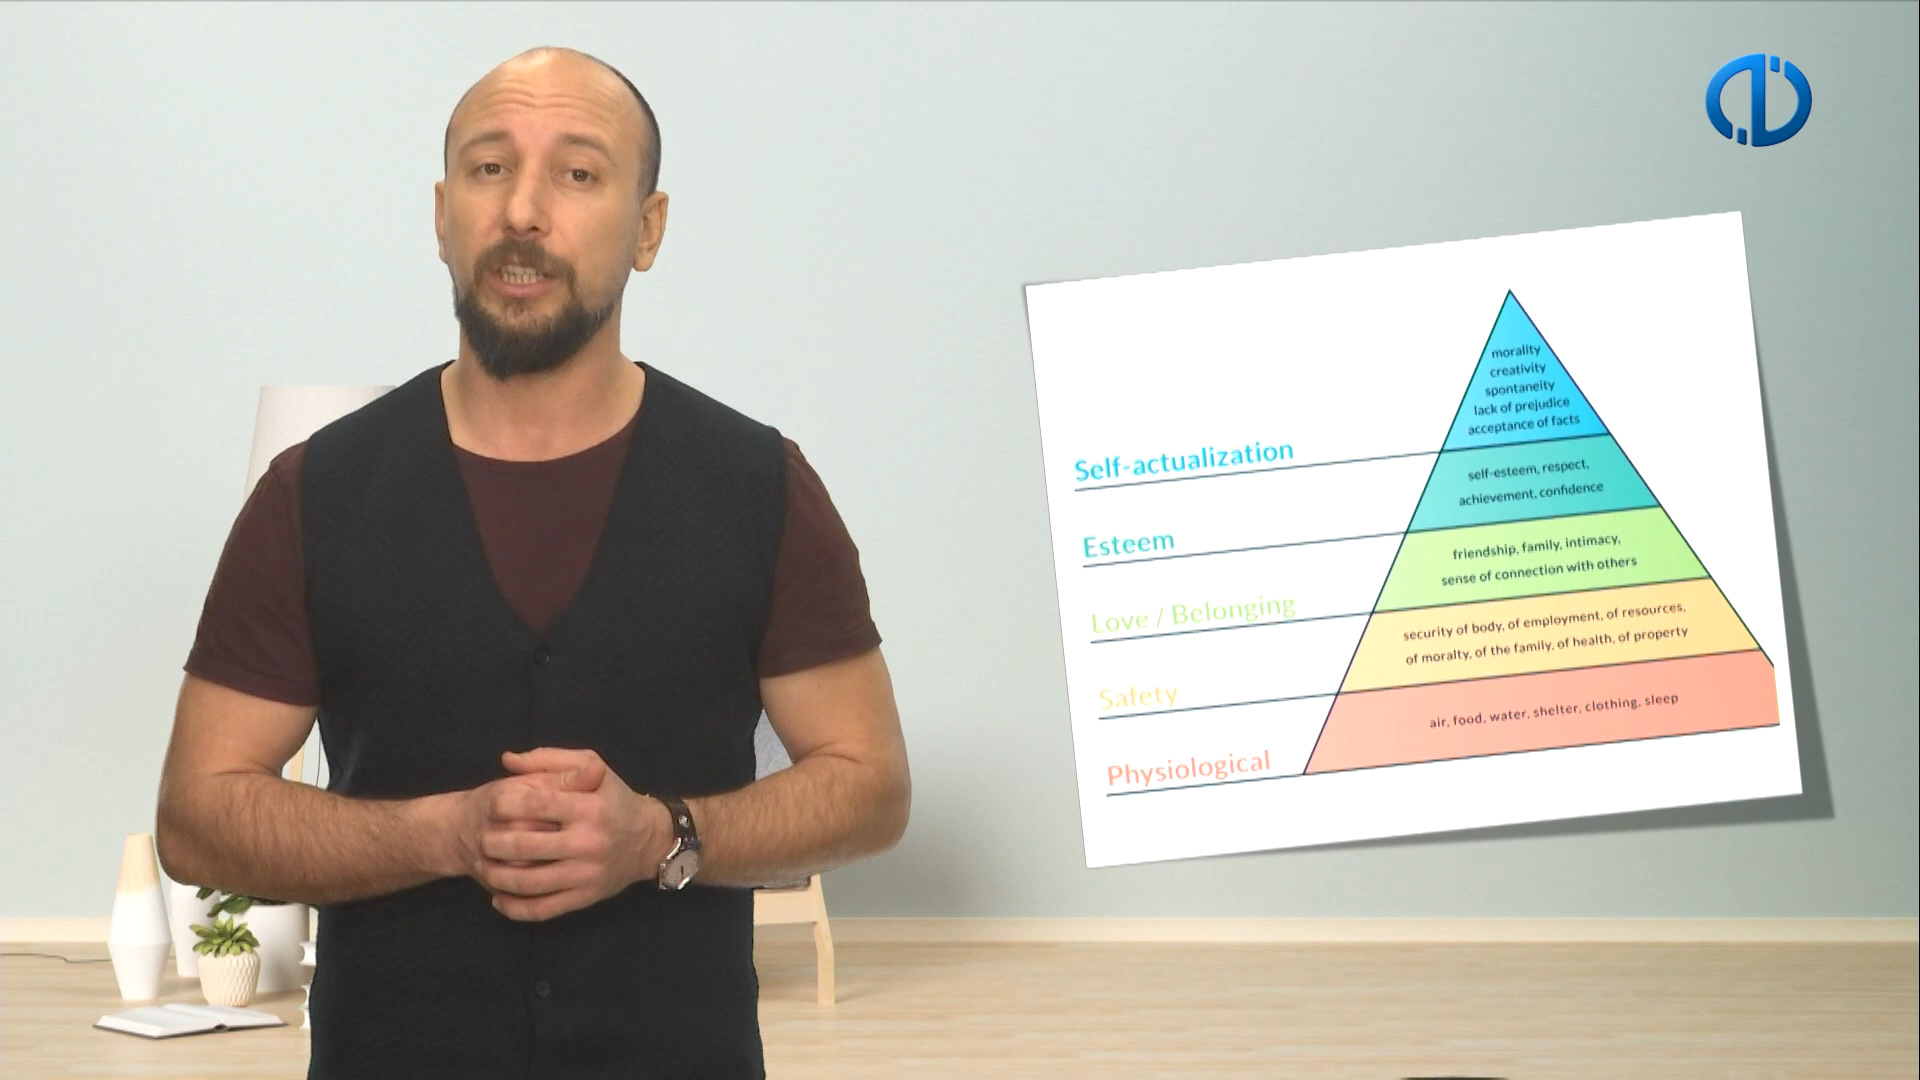 morality
creativity
spontaneity
lack of prejudice
acceptance of facts
Self-actualization
self-esteem, respect,
achievement, confidence
Esteem
friendship, family, intimacy,
sense of connection with others
Love / Belonging
security of body, of employment, of resources,
of moralty, of the family, of health, of property
Safety
air, food, water, shelter, clothing, sleep
Physiological